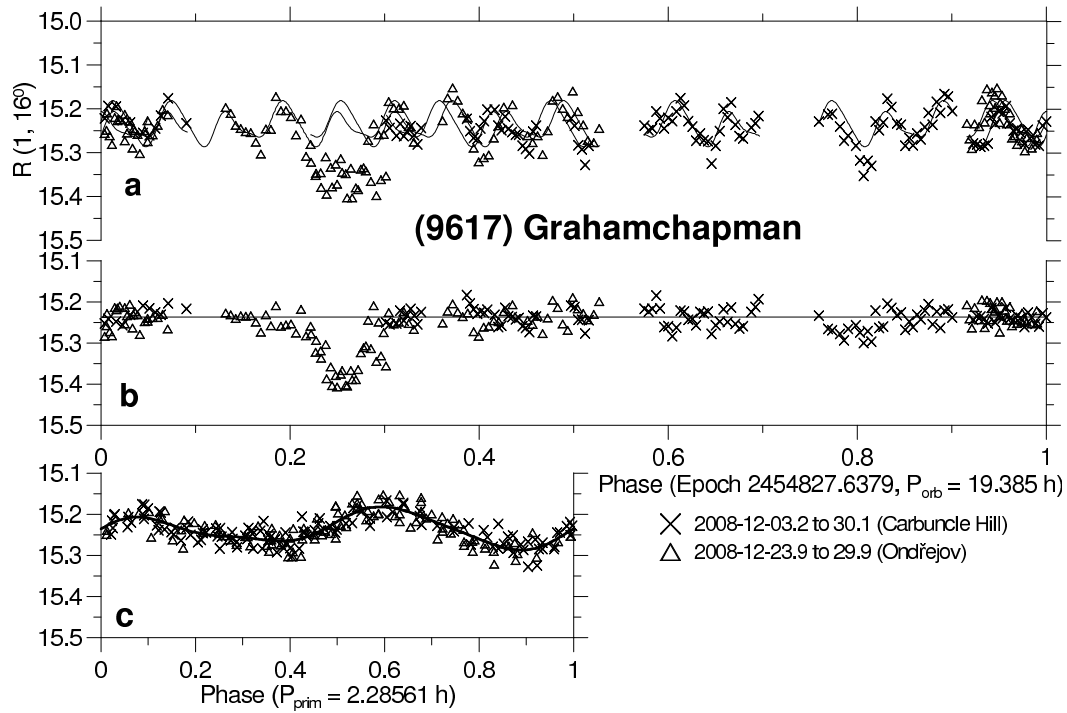 15.0
15.1
15.2
15.3
15.4
15.5
R (1, 16⁰)
a
(9617) Grahamchapman
15.1
15.2
15.3
15.4
15.5
b
0 0.2 0.4 0.6 0.8 1
Phase (Epoch 2454827.6379, Porb = 19.385 h)
2008-12-03.2 to 30.1 (Carbuncle Hill)
2008-12-23.9 to 29.9 (Ondřejov)
15.1
15.2
15.3
15.4
15.5
c
0 0.2 0.4 0.6 0.8 1
Phase (Pprim = 2.28561 h)